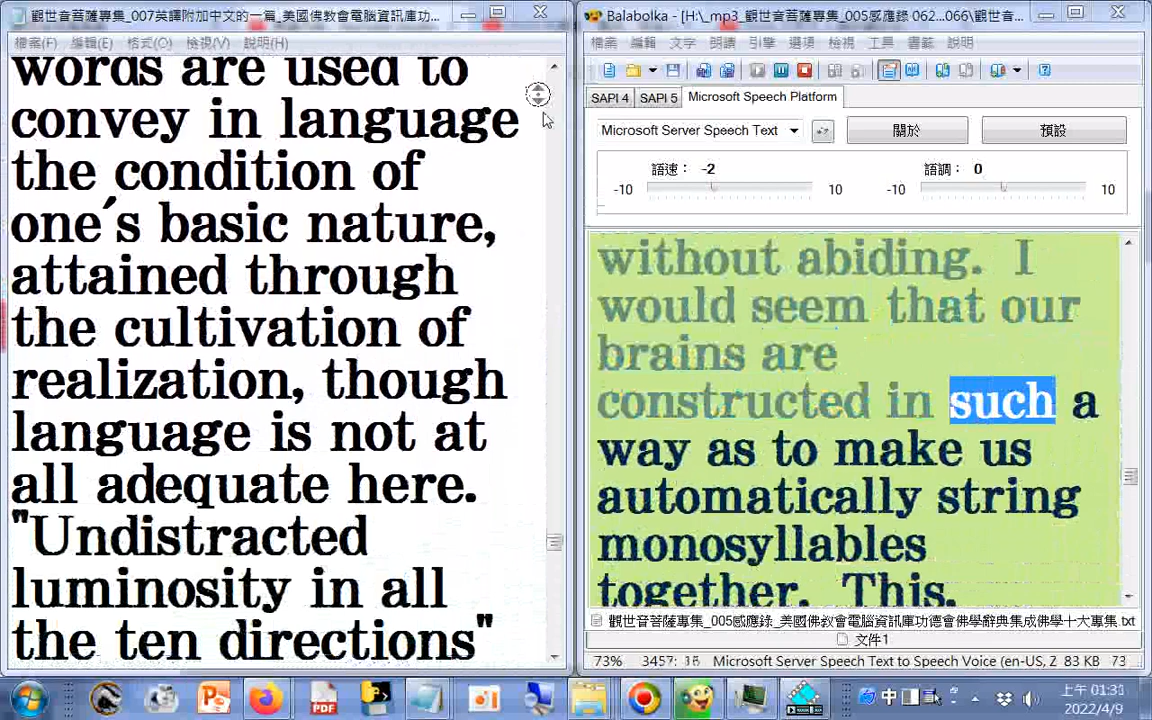 觀世音菩薩專集_007英譯附加中文的一篇_美國佛教會電腦資訊庫功...
檔案(F) 編輯(E) 格式(O) 檢視(V) 說明(H)
words are used to
convey in language
the condition of
one's basic nature,
attained through
the cultivation of
realization, though
language is not at
all adequate here.
"Undistracted
luminosity in all
the ten directions"
Balabolka - [H:\_mp3_觀世音菩薩專集_005感應錄-062...066\觀世音...
檔案 編輯 文字 朗讀 引擎 選項 檢視 工具 書籤 說明
SAPI 4 SAPI 5 Microsoft Speech Platform
Microsoft Server Speech Text 關於 預設
語速: -2 語調: 0
-10 10 -10 10
without abiding. I
would seem that our
brains are
constructed in such a
way as to make us
automatically string
monosyllables
together. This,
觀世音菩薩專集_005感應錄_美國佛教會電腦資訊庫功德會佛學辭典集成佛學十大專集 txt
文件1
73% 3457: 16 Microsoft Server Speech Text to Speech Voice (en-US, Z 83 KB 73
PDF 中 上午 01:30
2022/4/9